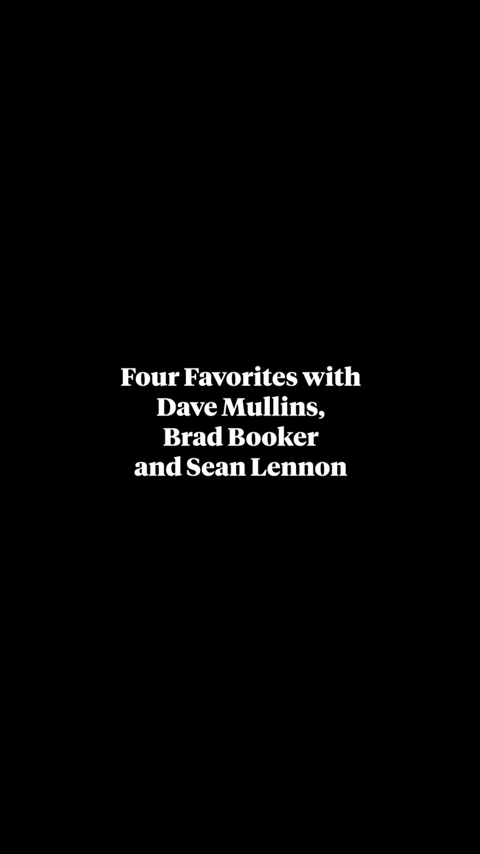 Four Favorites with
Dave Mullins,
Brad Booker
and Sean Lennon